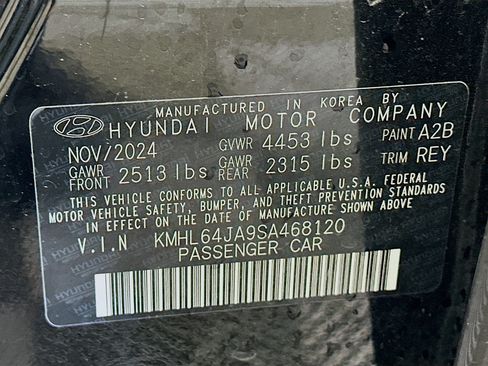 MANUFACTURED IN KOREA BY
HYUNDAI MOTOR COMPANY
NOV/2024 GVWR 4453 lbs PAINT A2B
GAWR FRONT 2513 lbs GAWR REAR 2315 lbs TRIM REY
THIS VEHICLE CONFORMS TO ALL APPLICABLE U.S.A. FEDERAL
MOTOR VEHICLE SAFETY, BUMPER, AND THEFT PREVENTION STANDARDS
IN EFFECT ON THE DATE OF MANUFACTURE SHOWN ABOVE.
V.I.N KMHL64JA9SA468120
PASSENGER CAR